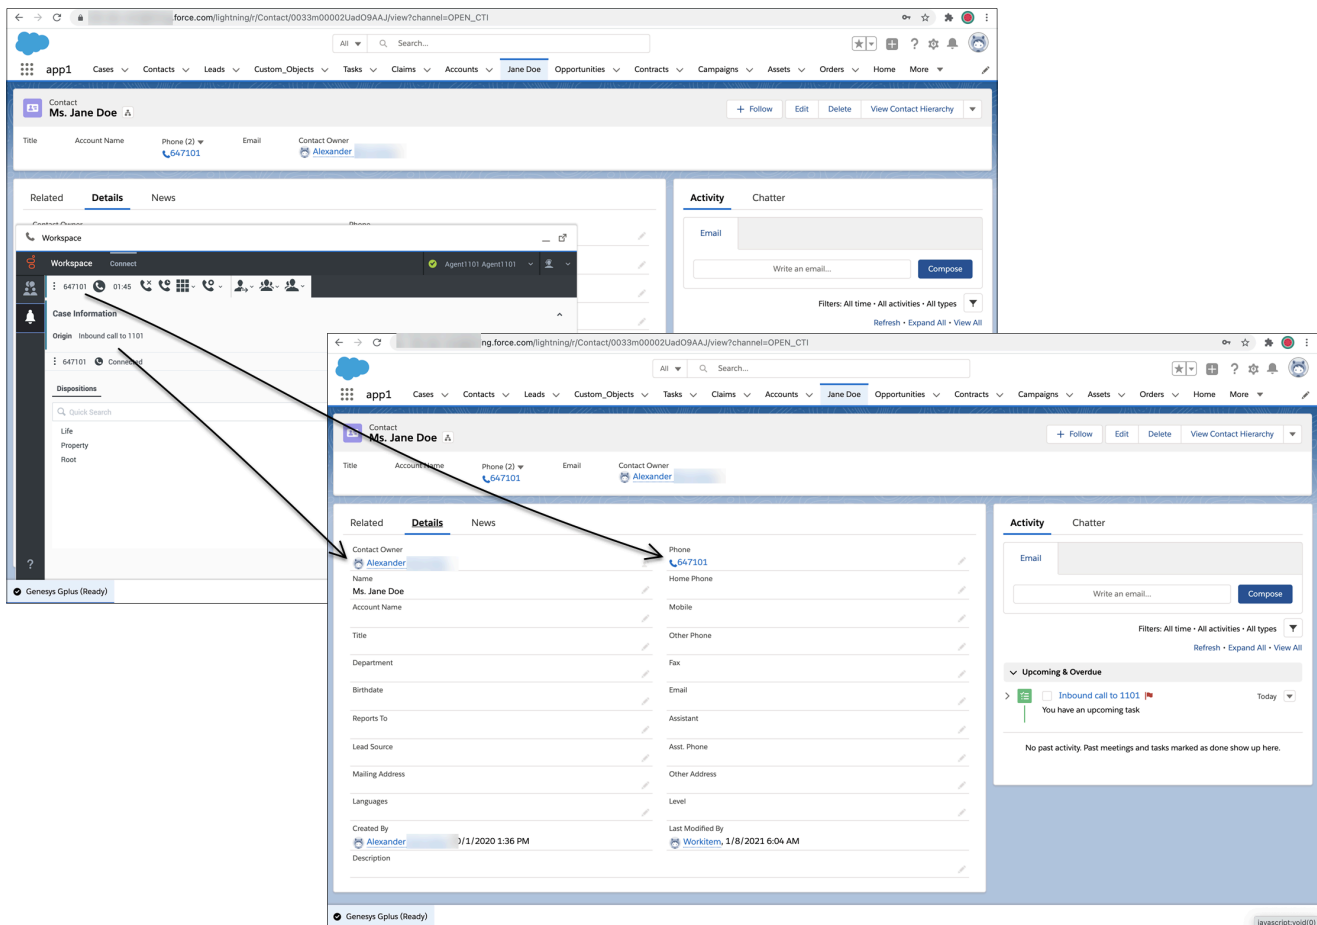 force.com/lightning/r/Contact/0033m00002UadO9AAJ/view?channel=OPEN_CTI
All Search...
app1 Cases Contacts Leads Custom_Objects Tasks Claims Accounts Jane Doe Opportunities Contracts Campaigns Assets Orders Home More
Contact
Ms. Jane Doe
+ Follow Edit Delete View Contact Hierarchy
Title Account Name Phone (2) Email Contact Owner
647101 Alexander
Related Details News
Contact Owner Phone
Activity Chatter
Email
Write an email... Compose
Filters: All time • All activities • All types
Refresh • Expand All • View All
Workspace
Workspace Connect Agent1101 Agent1101
647101 01:45
Case Information
Origin Inbound call to 1101
647101 Connected
Dispositions
Quick Search
Life
Property
Root
?
Genesys Gplus (Ready)
ng.force.com/lightning/r/Contact/0033m00002UadO9AAJ/view?channel=OPEN_CTI
All Search...
app1 Cases Contacts Leads Custom_Objects Tasks Claims Accounts Jane Doe Opportunities Contracts Campaigns Assets Orders Home More
Contact
Ms. Jane Doe
+ Follow Edit Delete View Contact Hierarchy
Title Account Name Phone (2) Email Contact Owner
647101 Alexander
Related Details News
Contact Owner Phone
Alexander 647101
Name Home Phone
Ms. Jane Doe
Account Name Mobile
Title Other Phone
Department Fax
Birthdate Email
Reports To Assistant
Lead Source Asst. Phone
Mailing Address Other Address
Languages Level
Created By Last Modified By
Alexander /1/2020 1:36 PM Workitem, 1/8/2021 6:04 AM
Description
Activity Chatter
Email
Write an email... Compose
Filters: All time • All activities • All types
Refresh • Expand All • View All
Upcoming & Overdue
Inbound call to 1101 Today
You have an upcoming task
No past activity. Past meetings and tasks marked as done show up here.
Genesys Gplus (Ready)
javascript:void(0)